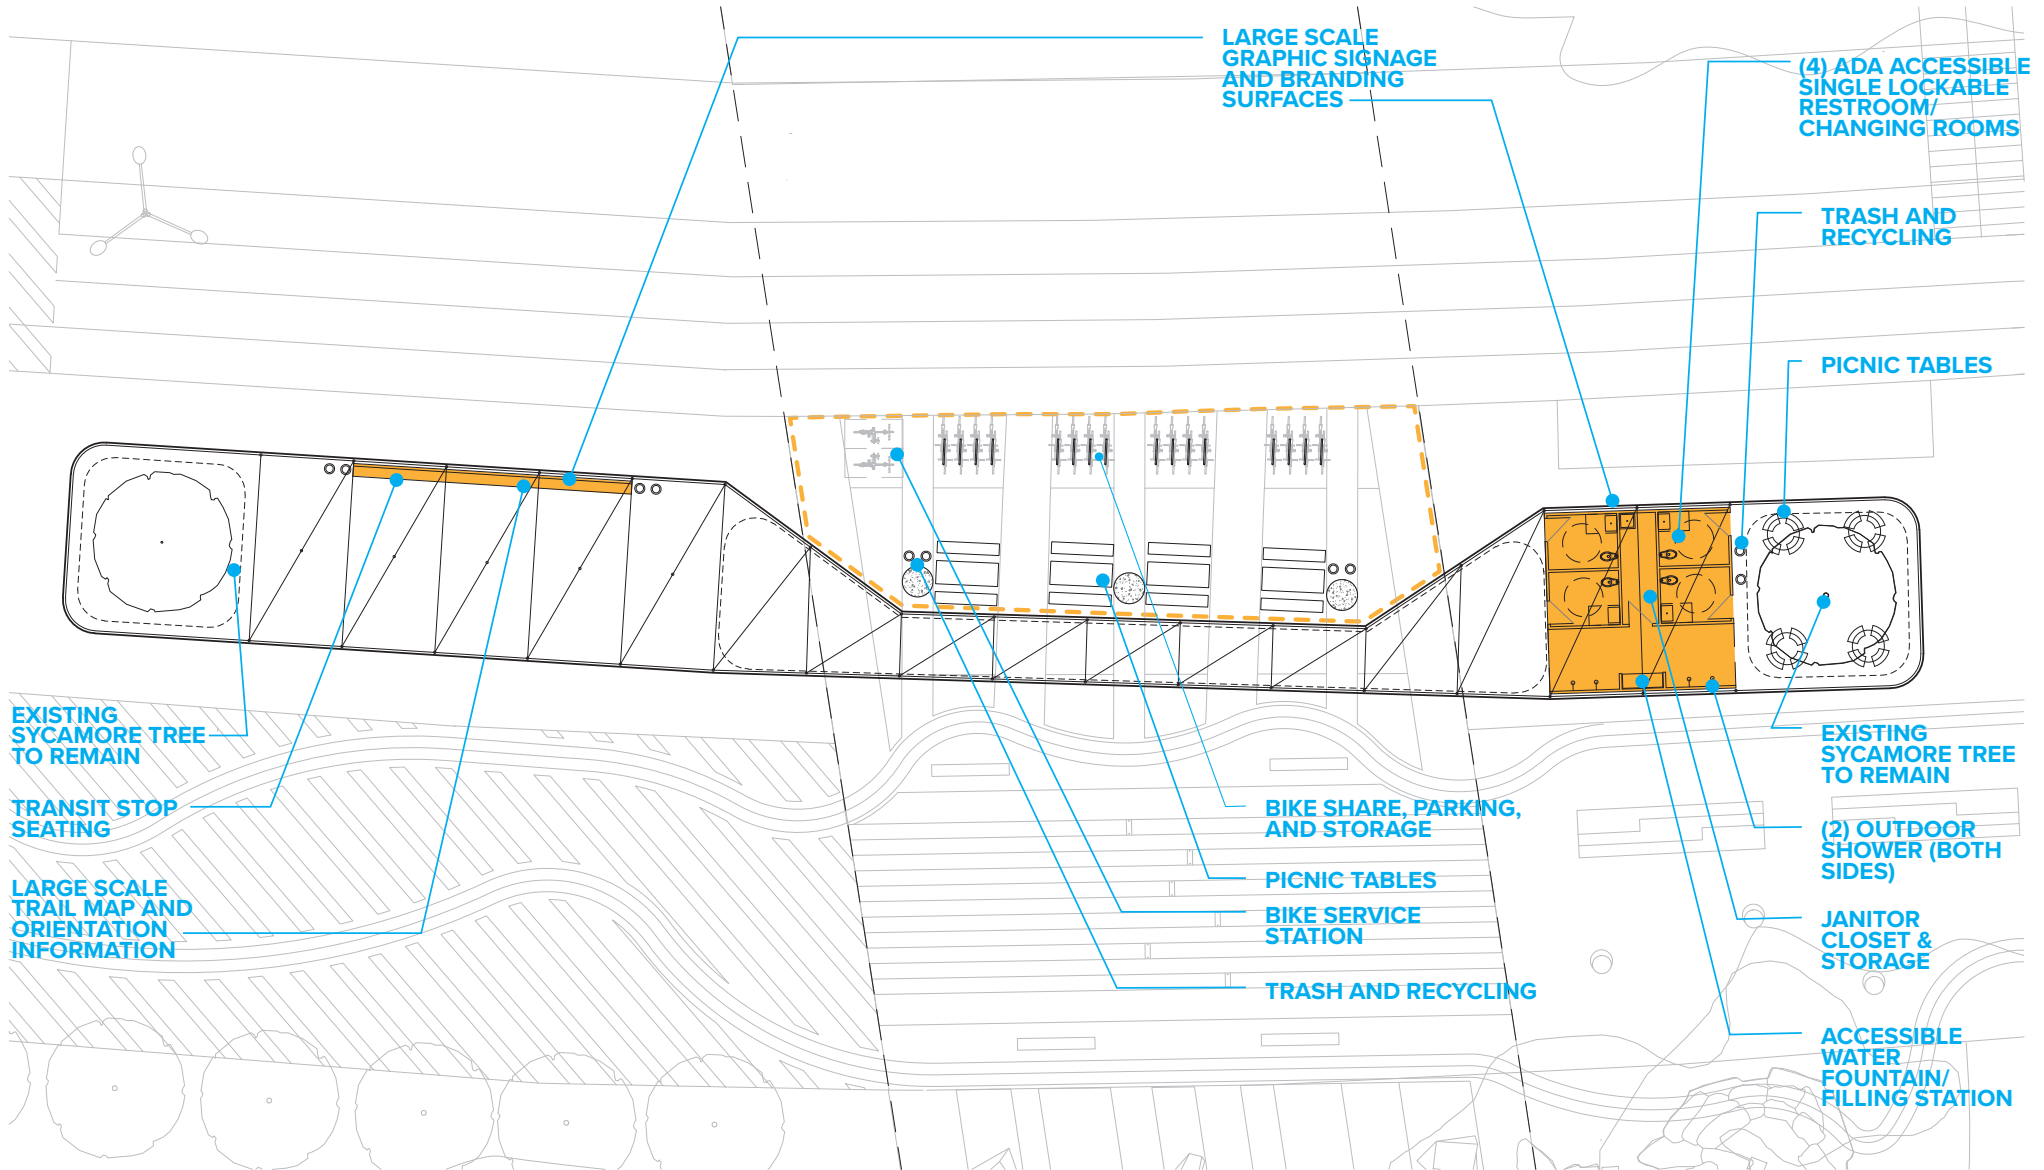 LARGE SCALE
GRAPHIC SIGNAGE
AND BRANDING
SURFACES
(4) ADA ACCESSIBLE
SINGLE LOCKABLE
RESTROOM/
CHANGING ROOMS
TRASH AND
RECYCLING
PICNIC TABLES
EXISTING
SYCAMORE TREE
TO REMAIN
TRANSIT STOP
SEATING
LARGE SCALE
TRAIL MAP AND
ORIENTATION
INFORMATION
BIKE SHARE, PARKING,
AND STORAGE
PICNIC TABLES
BIKE SERVICE
STATION
TRASH AND RECYCLING
EXISTING
SYCAMORE TREE
TO REMAIN
(2) OUTDOOR
SHOWER (BOTH
SIDES)
JANITOR
CLOSET &
STORAGE
ACCESSIBLE
WATER
FOUNTAIN/
FILLING STATION